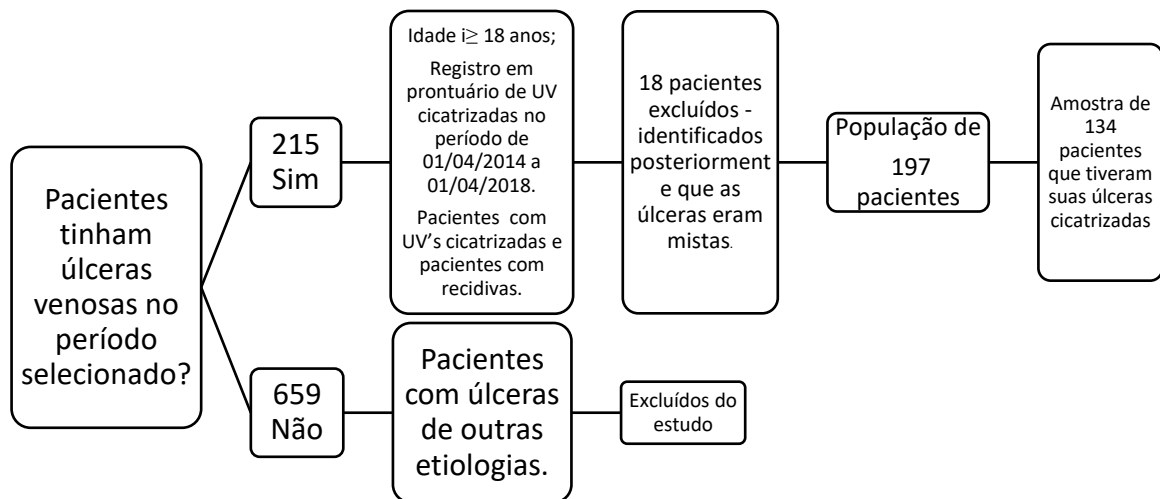 Pacientes
tinham
úlceras
venosas no
período
selecionado?
215
Sim
Idade i≥ 18 anos;
Registro em
prontuário de UV
cicatrizadas no
período de
01/04/2014 a
01/04/2018.
Pacientes com
UV's cicatrizadas e
pacientes com
recidivas.
18 pacientes
excluídos -
identificados
posteriorment
e que as
úlceras eram
mistas.
População de
197
pacientes
Amostra de
134
pacientes
que tiveram
suas úlceras
cicatrizadas
659
Não
Pacientes
com úlceras
de outras
etiologias.
Excluídos do
estudo